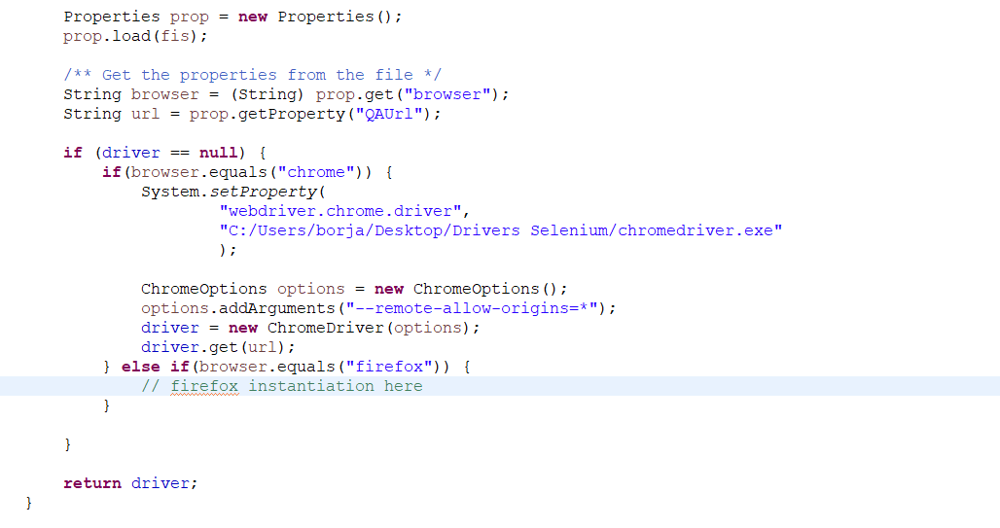 Properties prop = new Properties();
prop.load(fis);
/** Get the properties from the file */
String browser = (String) prop.get("browser");
String url = prop.getProperty("QAUrl");
if (driver == null) {
if(browser.equals("chrome")) {
System.setProperty(
"webdriver.chrome.driver",
"C:/Users/borja/Desktop/Drivers Selenium/chromedriver.exe"
);
ChromeOptions options = new ChromeOptions();
options.addArguments("--remote-allow-origins=*");
driver = new ChromeDriver(options);
driver.get(url);
} else if(browser.equals("firefox")) {
// firefox instantiation here
}
}
return driver;
}